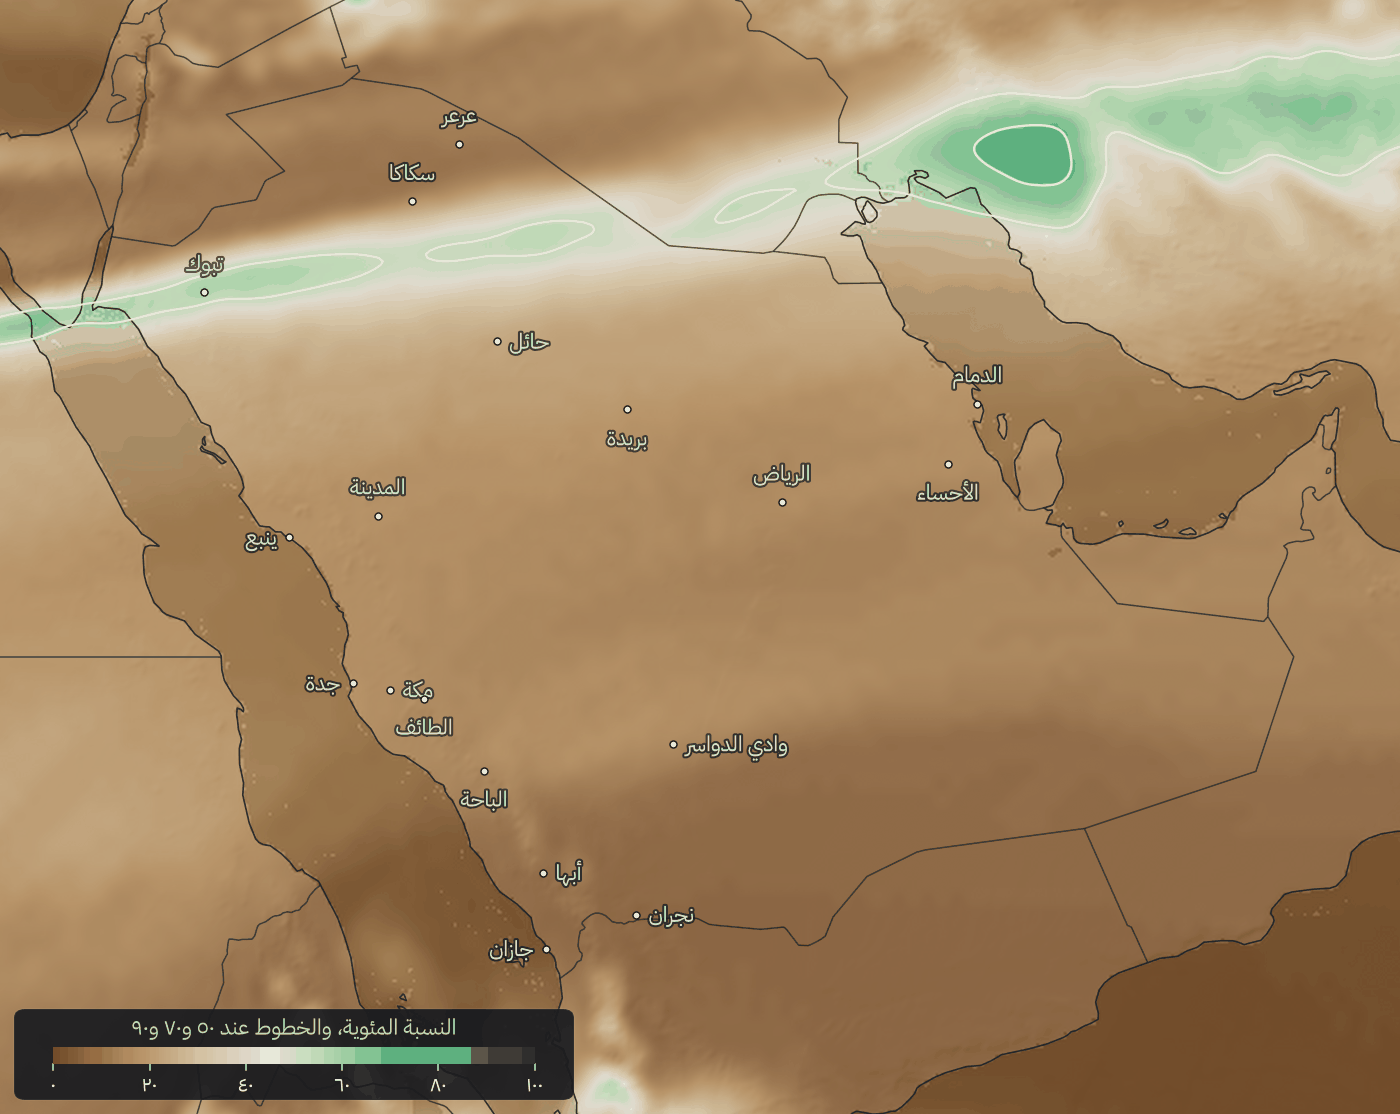 عرعر
سكاكا
تبوك
حائل
الدمام
بريدة
الرياض
الأحساء
المدينة
ينبع
جدة
مكة
الطائف
وادي الدواسر
الباحة
أبها
نجران
جازان
النسبة المئوية، والخطوط عند ٥٠ و٧٠ و٩٠
٠ ٢٠ ٤٠ ٦٠ ٨٠ ١٠٠